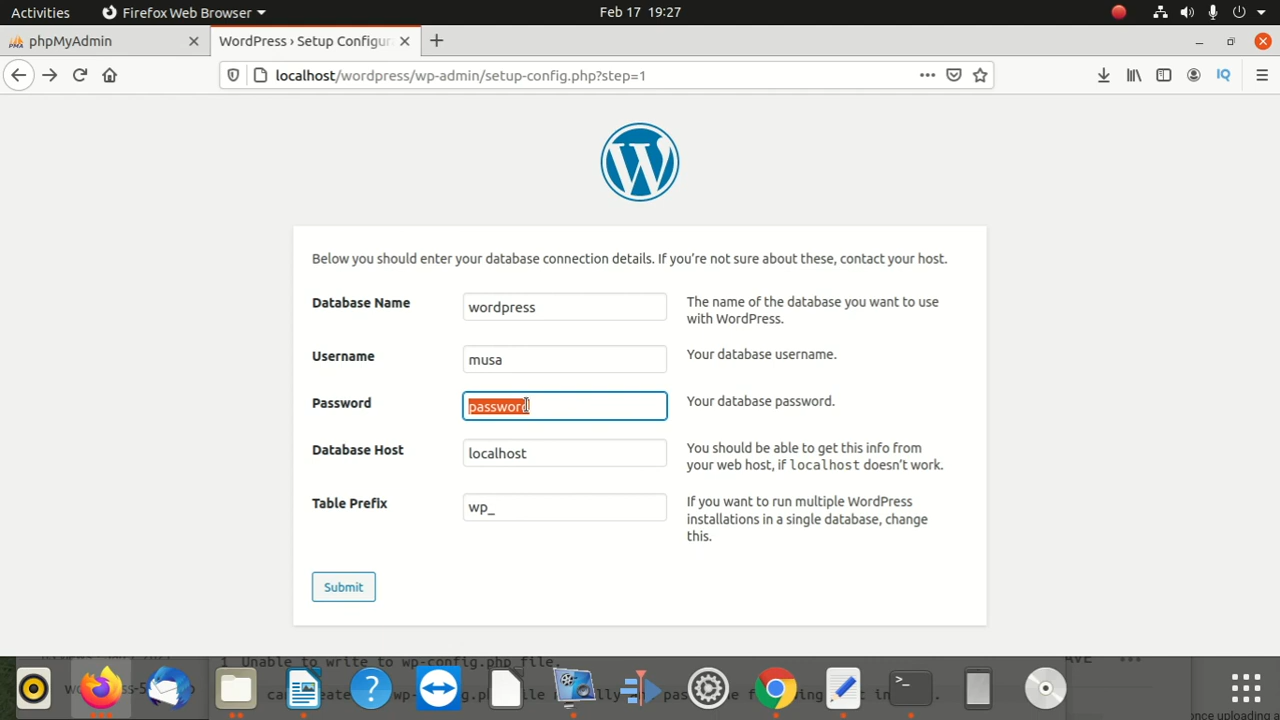 Activities
Firefox Web Browser
Feb 17 19:27
phpMyAdmin
WordPress › Setup Configur
localhost/wordpress/wp-admin/setup-config.php?step=1
IQ
W
Below you should enter your database connection details. If you’re not sure about these, contact your host.
Database Name
wordpress
The name of the database you want to use
with WordPress.
Username
musa
Your database username.
Password
password
Your database password.
Database Host
localhost
You should be able to get this info from
your web host, if localhost doesn’t work.
Table Prefix
wp_
If you want to run multiple WordPress
installations in a single database, change
this.
Submit
1 Unable to write to wp-config.php file.
once uploading a